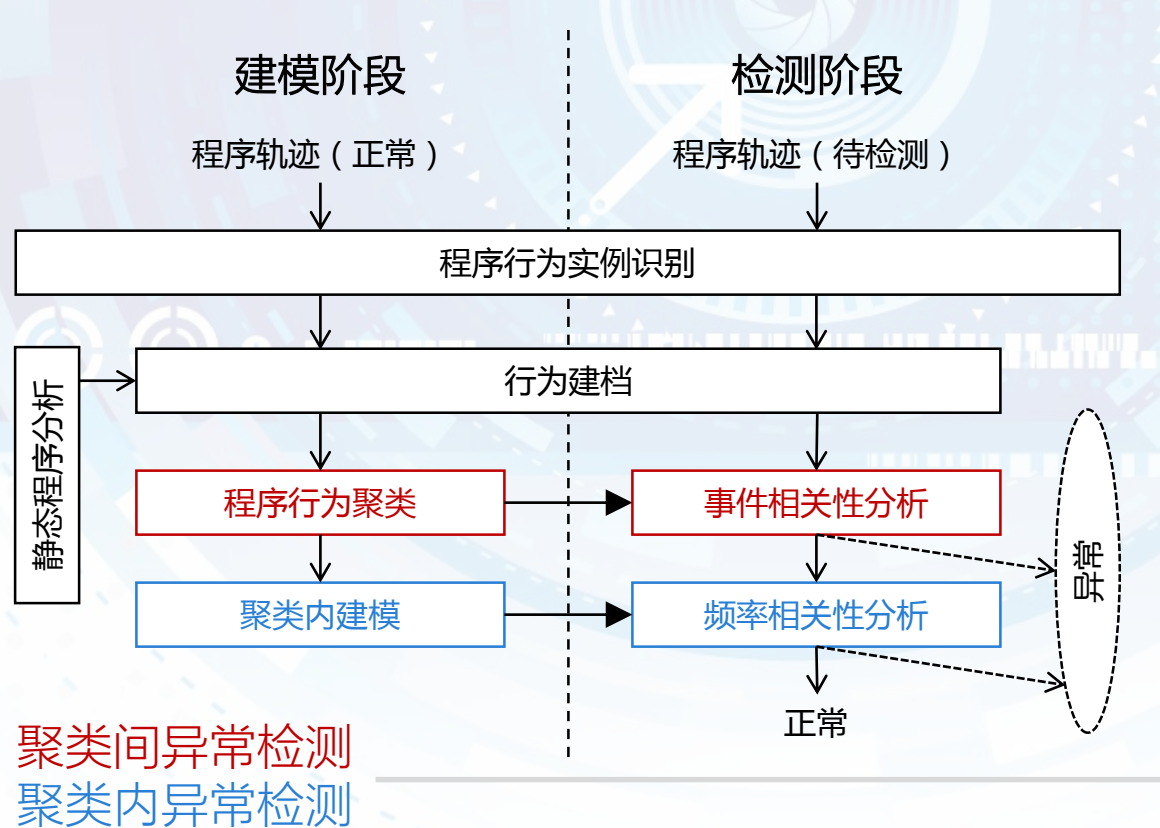 建模阶段
检测阶段
程序轨迹（正常）
程序轨迹（待检测）
程序行为实例识别
静态程序分析
行为建档
程序行为聚类
事件相关性分析
聚类内建模
频率相关性分析
异常
正常
聚类间异常检测
聚类内异常检测